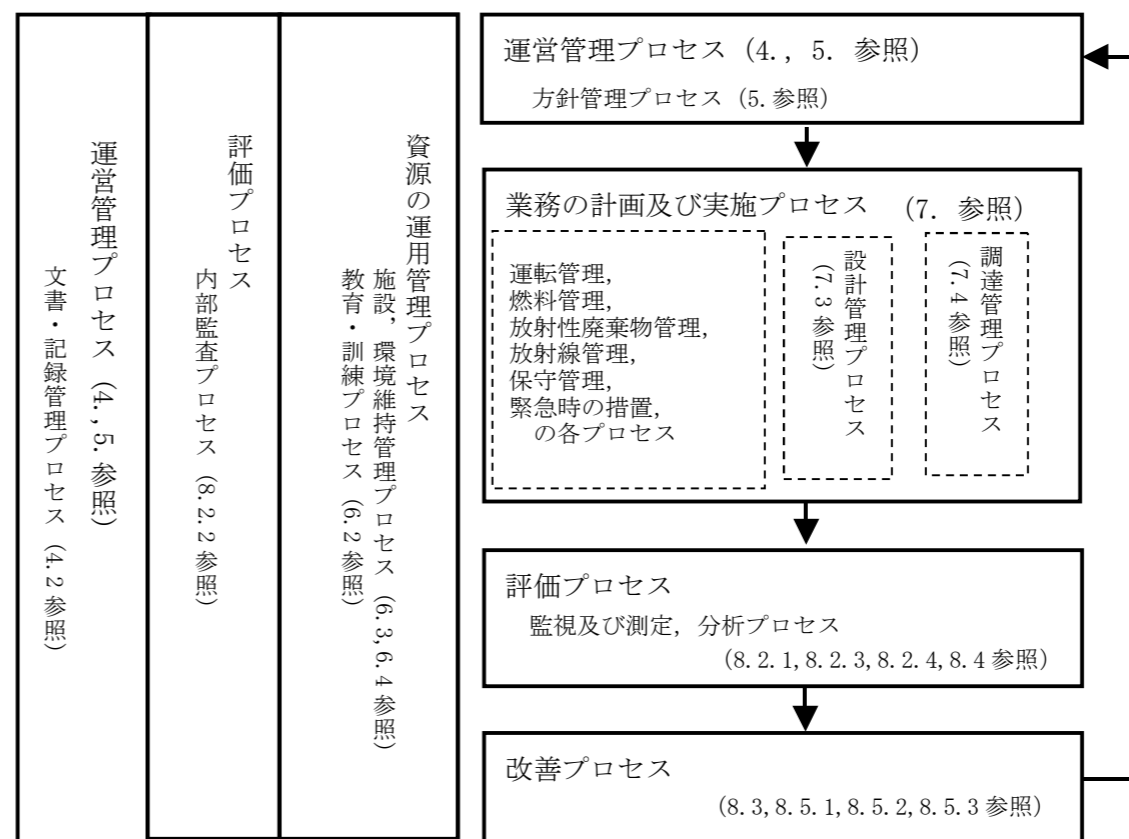 運営管理プロセス (4., 5. 参照)
文書・記録管理プロセス (4.2参照)
評価プロセス
内部監査プロセス (8.2.2参照)
資源の運用管理プロセス
施設，環境維持管理プロセス (6.3,6.4参照)
教育・訓練プロセス (6.2参照)
運営管理プロセス (4., 5. 参照)
方針管理プロセス (5.参照)
業務の計画及び実施プロセス (7. 参照)
運転管理,
燃料管理,
放射性廃棄物管理,
放射線管理,
保守管理,
緊急時の措置,
の各プロセス
設計管理プロセス
(7.3参照)
調達管理プロセス
(7.4参照)
評価プロセス
監視及び測定，分析プロセス
(8.2.1,8.2.3,8.2.4,8.4参照)
改善プロセス
(8.3,8.5.1,8.5.2,8.5.3参照)